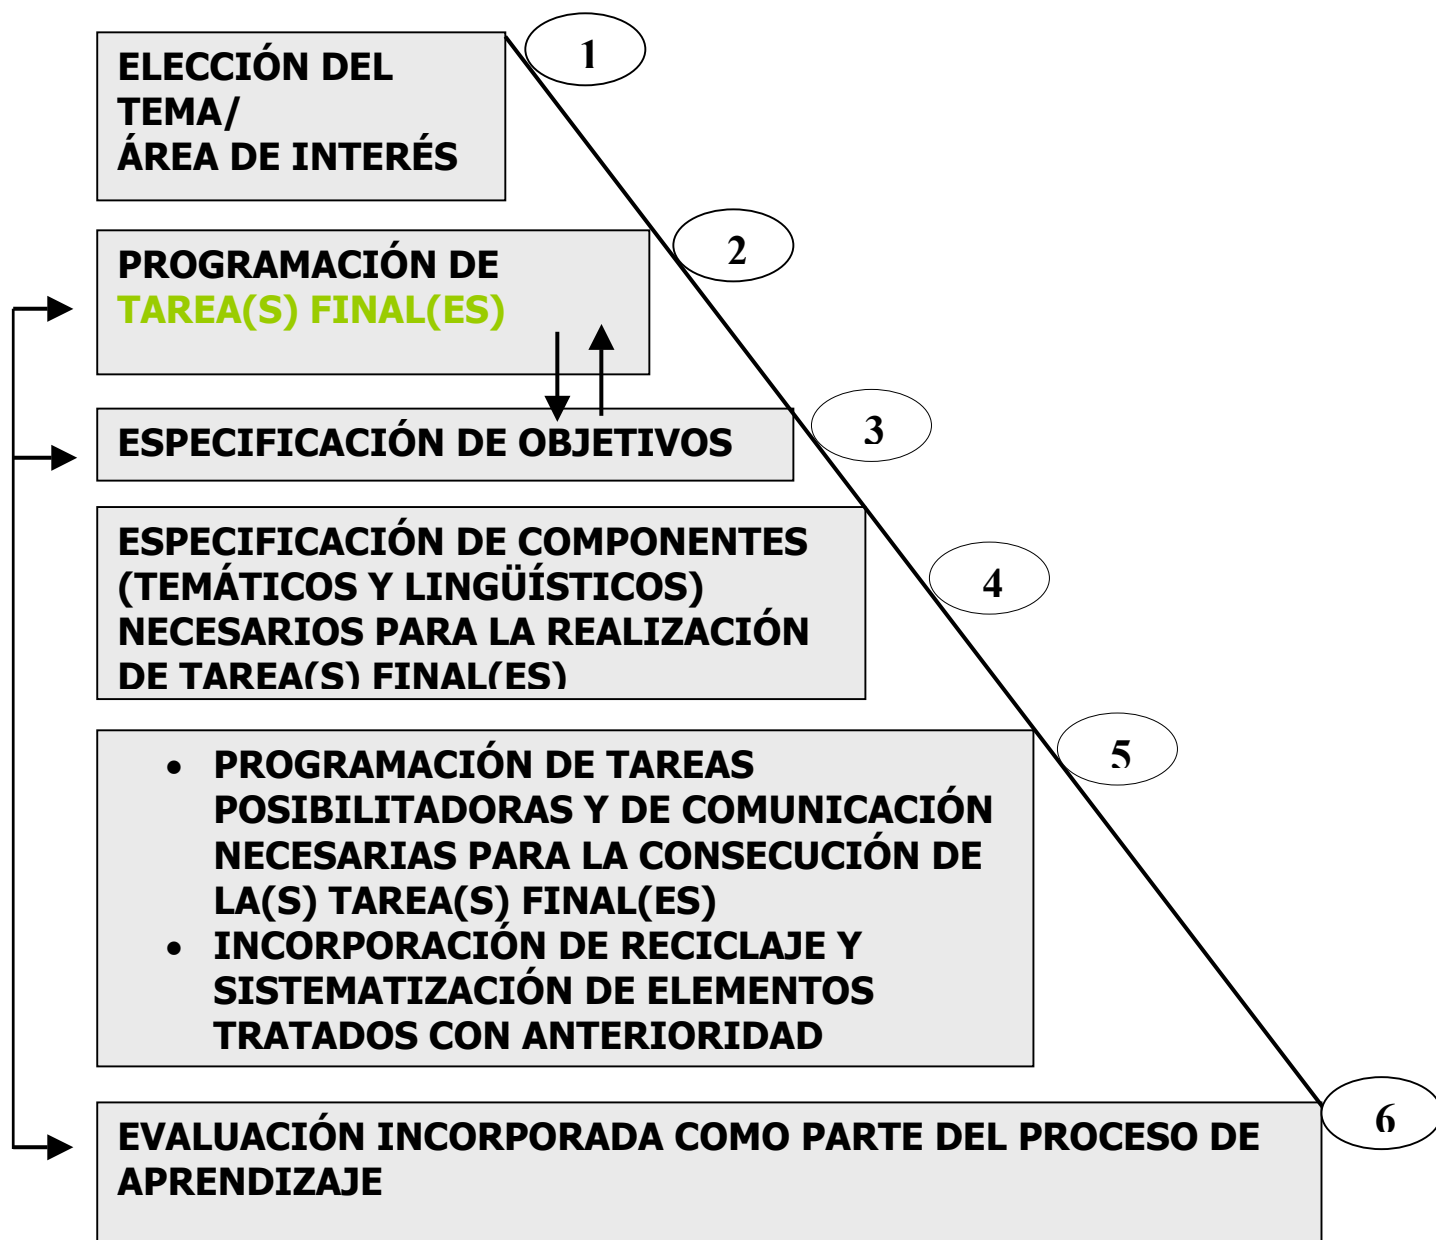 1
ELECCIÓN DEL
TEMA/
ÁREA DE INTERÉS
2
PROGRAMACIÓN DE
TAREA(S) FINAL(ES)
3
ESPECIFICACIÓN DE OBJETIVOS
ESPECIFICACIÓN DE COMPONENTES
(TEMÁTICOS Y LINGÜÍSTICOS)
NECESARIOS PARA LA REALIZACIÓN
DE TAREA(S) FINAL(ES)
4
5
• PROGRAMACIÓN DE TAREAS
POSIBILITADORAS Y DE COMUNICACIÓN
NECESARIAS PARA LA CONSECUCIÓN DE
LA(S) TAREA(S) FINAL(ES)
• INCORPORACIÓN DE RECICLAJE Y
SISTEMATIZACIÓN DE ELEMENTOS
TRATADOS CON ANTERIORIDAD
6
EVALUACIÓN INCORPORADA COMO PARTE DEL PROCESO DE
APRENDIZAJE